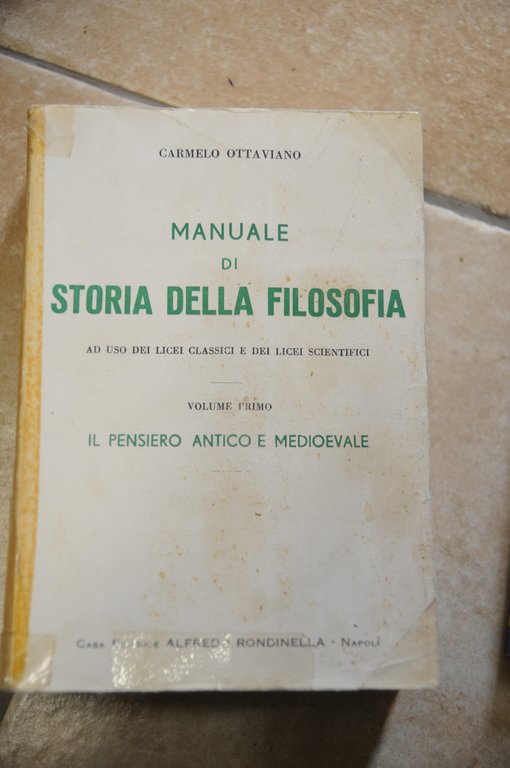 CARMELO OTTAVIANO
MANUALE
DI
STORIA DELLA FILOSOFIA
AD USO DEI LICEI CLASSICI E DEI LICEI SCIENTIFICI
VOLUME PRIMO
IL PENSIERO ANTICO E MEDIOEVALE
CASA EDITRICE ALFREDO RONDINELLA - NAPOLI